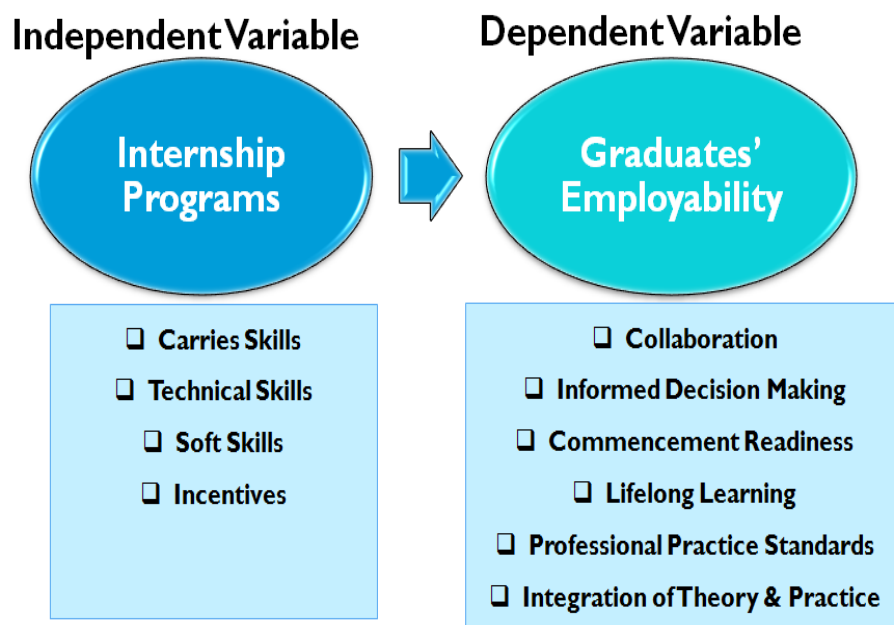 Independent Variable
Dependent Variable
Internship
Programs
Graduates'
Employability
❑ Carries Skills
❑ Technical Skills
❑ Soft Skills
❑ Incentives
❑ Collaboration
❑ Informed Decision Making
❑ Commencement Readiness
❑ Lifelong Learning
❑ Professional Practice Standards
❑ Integration of Theory & Practice